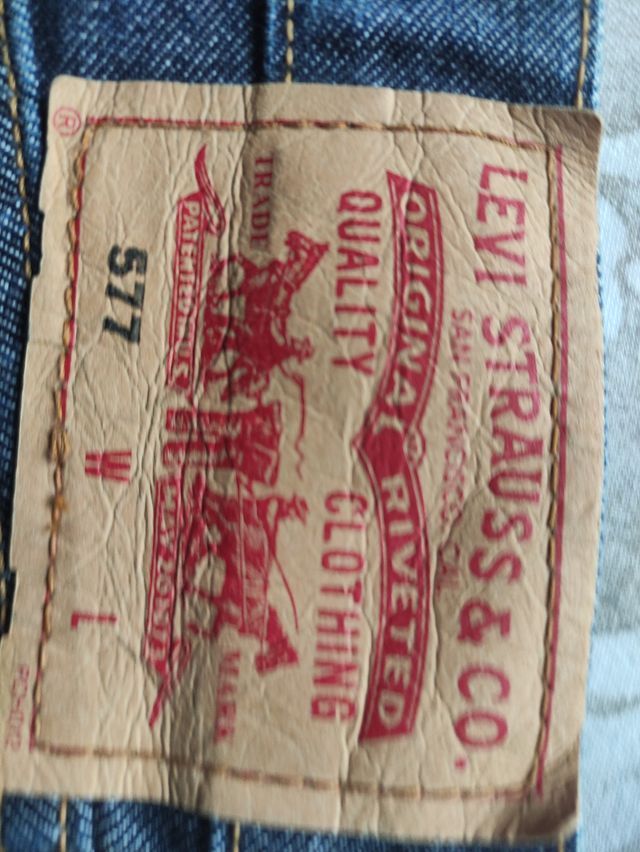 LEVI STRAUSS & CO.
SAN FRANCISCO, CAL.
ORIGINAL RIVETED
QUALITY CLOTHING
TRADE MARK
577 W L
®